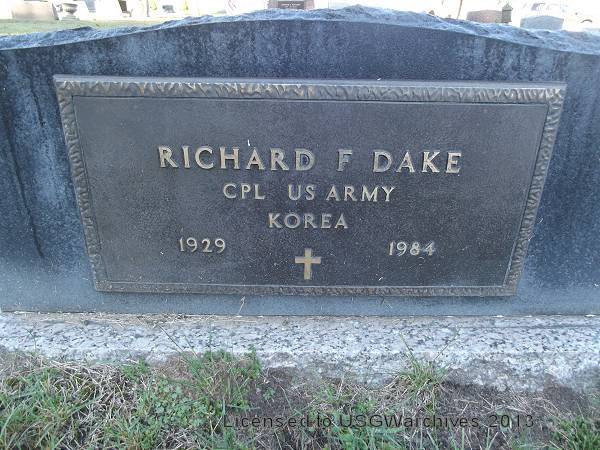 RICHARD F DAKE
CPL US ARMY
KOREA
1929 1984
Licensed to USGWarchives 2013